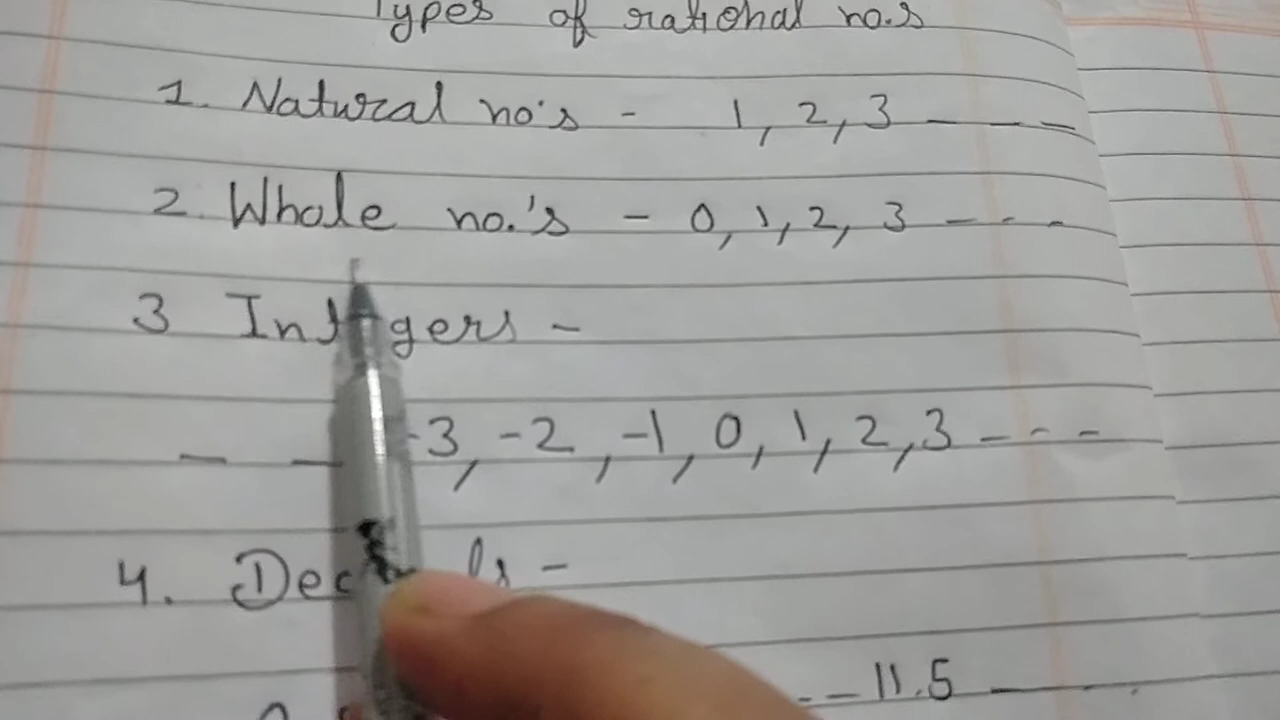 Types of rational no.s
1. Natural no's - 1, 2, 3 - - -
2. Whole no.'s - 0, 1, 2, 3 - - -
3 Integers -
- - -3, -2, -1, 0, 1, 2, 3 - - -
4. Decimals -
- - 11.5 -